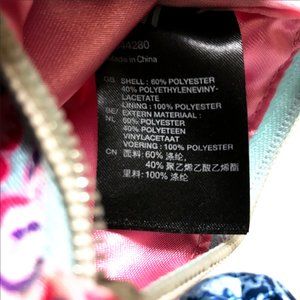 44280
Made in China
GB SHELL : 60% POLYESTER
40% POLYETHYLENEVINY-
LACETATE
LINING : 100% POLYESTER
BE/ EXTERN MATERIAAL :
NL 60% POLYESTER
40% POLYETEEN
VINYLACETAAT
VOERING : 100% POLYESTER
CN 面料: 60% 涤纶
40% 聚乙烯乙酸乙烯酯
里料: 100% 涤纶